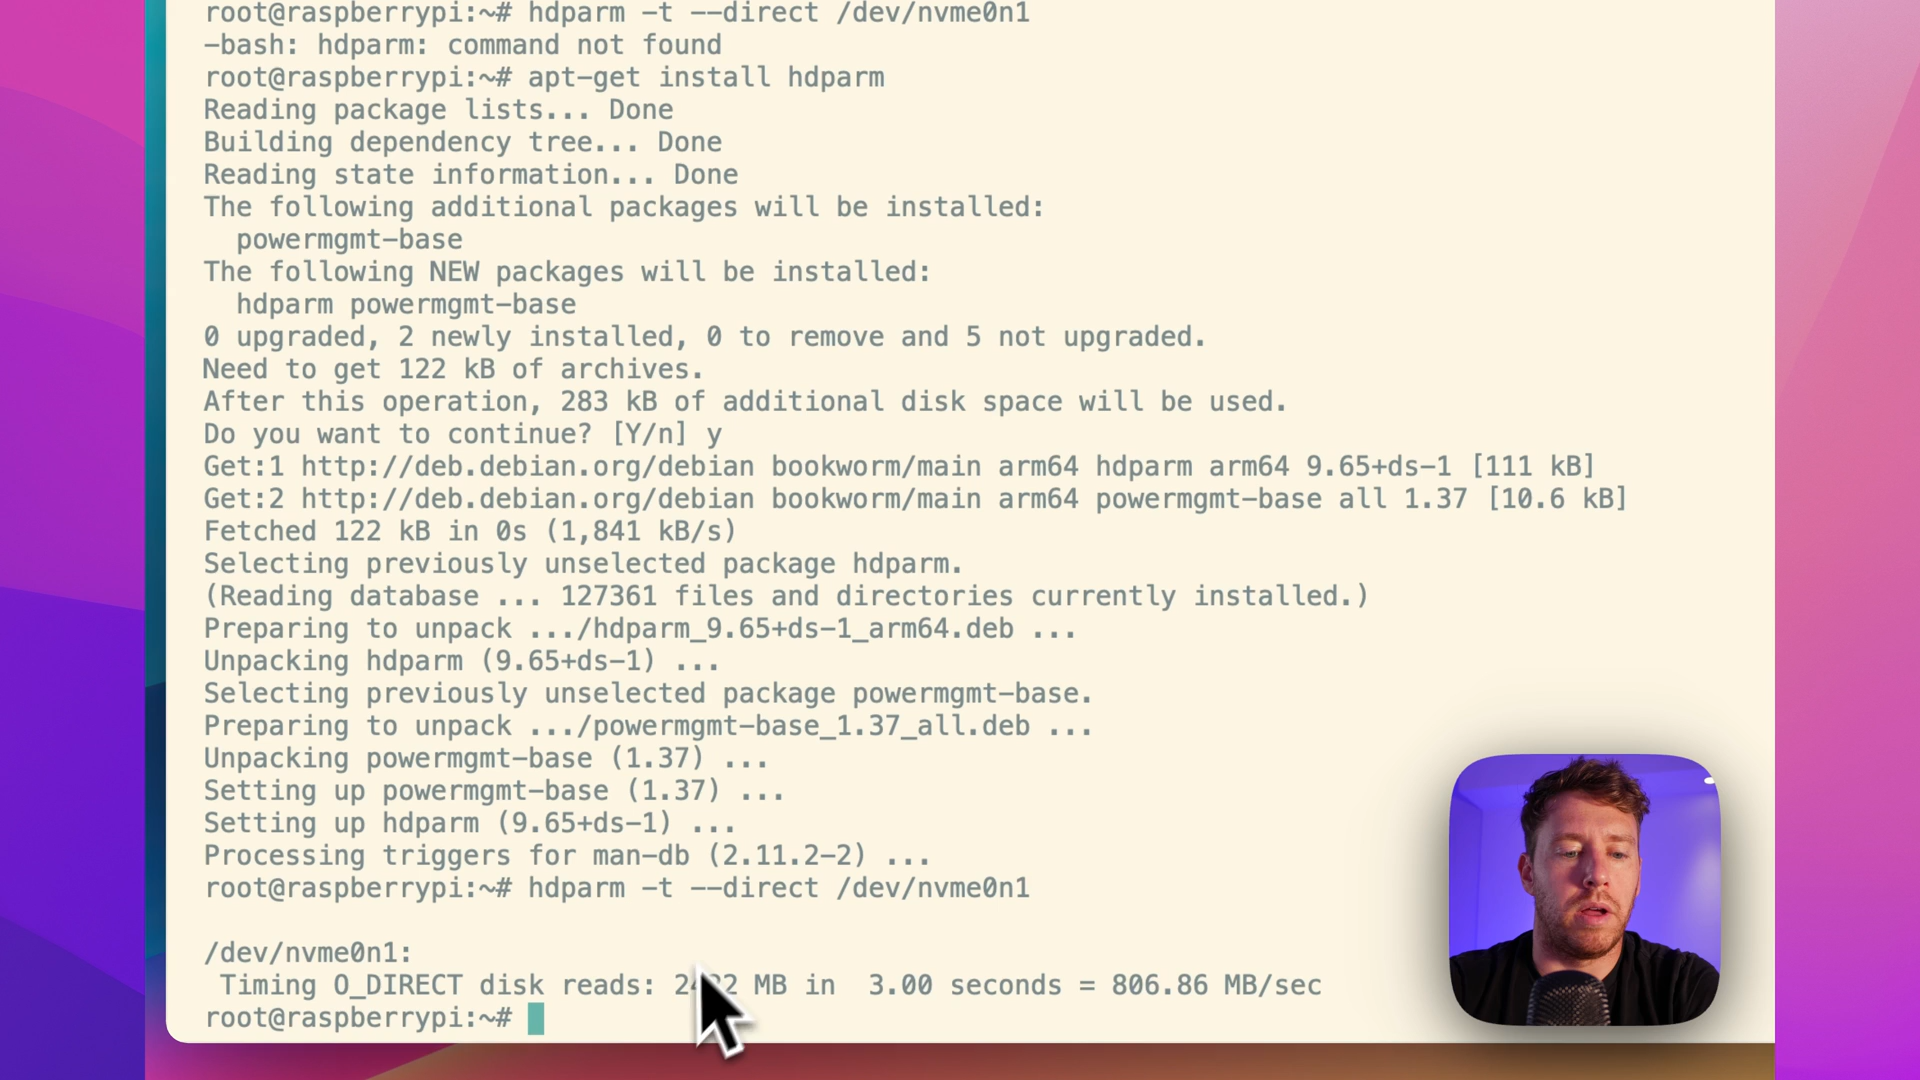 root@raspberrypi:~# hdparm -t --direct /dev/nvme0n1
-bash: hdparm: command not found
root@raspberrypi:~# apt-get install hdparm
Reading package lists... Done
Building dependency tree... Done
Reading state information... Done
The following additional packages will be installed:
  powermgmt-base
The following NEW packages will be installed:
  hdparm powermgmt-base
0 upgraded, 2 newly installed, 0 to remove and 5 not upgraded.
Need to get 122 kB of archives.
After this operation, 283 kB of additional disk space will be used.
Do you want to continue? [Y/n] y
Get:1 http://deb.debian.org/debian bookworm/main arm64 hdparm arm64 9.65+ds-1 [111 kB]
Get:2 http://deb.debian.org/debian bookworm/main arm64 powermgmt-base all 1.37 [10.6 kB]
Fetched 122 kB in 0s (1,841 kB/s)
Selecting previously unselected package hdparm.
(Reading database ... 127361 files and directories currently installed.)
Preparing to unpack .../hdparm_9.65+ds-1_arm64.deb ...
Unpacking hdparm (9.65+ds-1) ...
Selecting previously unselected package powermgmt-base.
Preparing to unpack .../powermgmt-base_1.37_all.deb ...
Unpacking powermgmt-base (1.37) ...
Setting up powermgmt-base (1.37) ...
Setting up hdparm (9.65+ds-1) ...
Processing triggers for man-db (2.11.2-2) ...
root@raspberrypi:~# hdparm -t --direct /dev/nvme0n1
/dev/nvme0n1:
 Timing O_DIRECT disk reads: MB in  3.00 seconds = 806.86 MB/sec
root@raspberrypi:~#